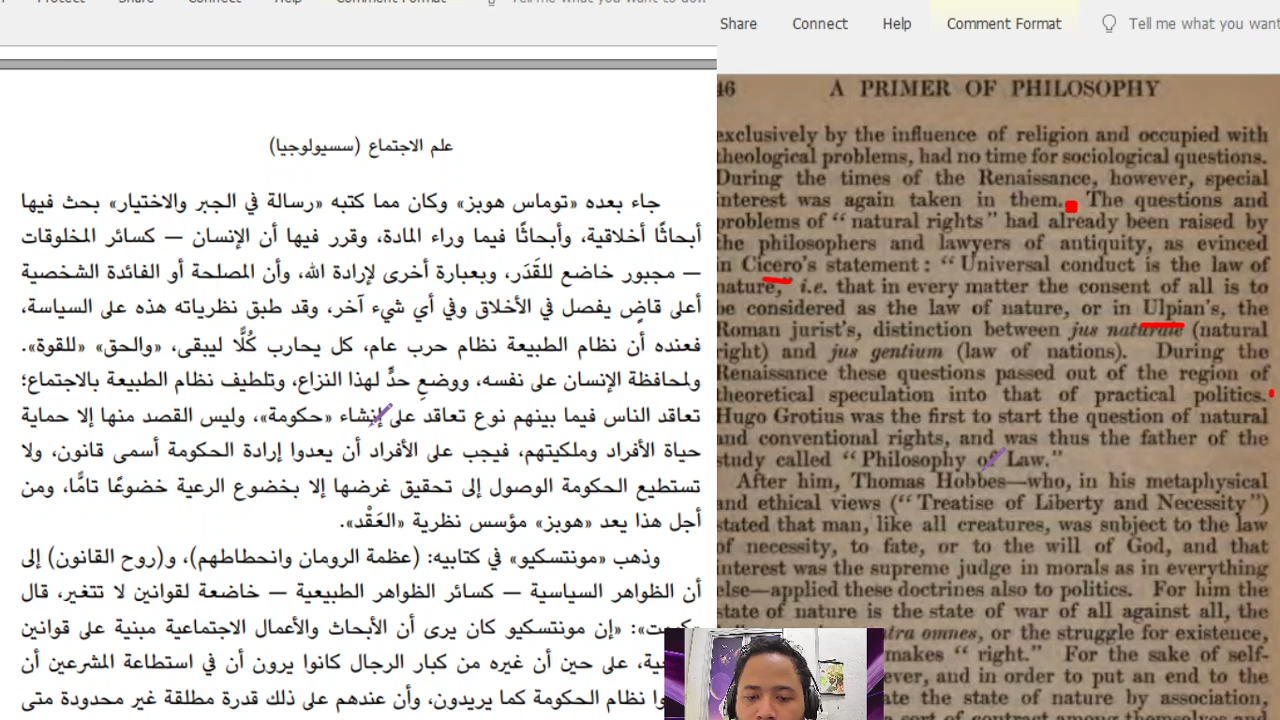 Protect Share Connect Help Comment Format Tell me what you want to do..
علم الاجتماع (سسيولوجيا)
جاء بعده «توماس هوبز» وكان مما كتبه «رسالة في الجبر والاختيار» بحث فيها
أبحاثًا أخلاقية، وأبحاثًا فيما وراء المادة، وقرر فيها أن الإنسان — كسائر المخلوقات
— مجبور خاضع للقَدَر، وبعبارة أخرى لإرادة الله، وأن المصلحة أو الفائدة الشخصية
أعلى قاضٍ يفصل في الأخلاق وفي أي شيء آخر، وقد طبق نظرياته هذه على السياسة،
فعنده أن نظام الطبيعة نظام حرب عام، كل يحارب كُلًّا ليبقى، «والحق» «للقوة».
ولمحافظة الإنسان على نفسه، ووضعِ حدٍّ لهذا النزاع، وتلطيف نظام الطبيعة بالاجتماع؛
تعاقد الناس فيما بينهم نوع تعاقد على إنشاء «حكومة»، وليس القصد منها إلا حماية
حياة الأفراد وملكيتهم، فيجب على الأفراد أن يعدوا إرادة الحكومة أسمى قانون، ولا
تستطيع الحكومة الوصول إلى تحقيق غرضها إلا بخضوع الرعية خضوعًا تامًّا، ومن
أجل هذا يعد «هوبز» مؤسس نظرية «العَقْد».
وذهب «مونتسكيو» في كتابيه: (عظمة الرومان وانحطاطهم)، و(روح القانون) إلى
أن الظواهر السياسية — كسائر الظواهر الطبيعية — خاضعة لقوانين لا تتغير، قال
«إن مونتسكيو كان يرى أن الأبحاث والأعمال الاجتماعية مبنية على قوانين
على حين أن غيره من كبار الرجال كانوا يرون أن في استطاعة المشرعين أن
نظام الحكومة كما يريدون، وأن عندهم على ذلك قدرة مطلقة غير محدودة متى
Share Connect Help Comment Format Tell me what you want
46 A PRIMER OF PHILOSOPHY
exclusively by the influence of religion and occupied with
theological problems, had no time for sociological questions.
During the times of the Renaissance, however, special
interest was again taken in them. The questions and
problems of “ natural rights ” had already been raised by
the philosophers and lawyers of antiquity, as evinced
in Cicero’s statement : “ Universal conduct is the law of
nature,” i.e. that in every matter the consent of all is to
be considered as the law of nature, or in Ulpian’s, the
Roman jurist’s, distinction between jus naturale (natural
right) and jus gentium (law of nations). During the
Renaissance these questions passed out of the region of
theoretical speculation into that of practical politics.
Hugo Grotius was the first to start the question of natural
and conventional rights, and was thus the father of the
study called “ Philosophy of Law.”
After him, Thomas Hobbes—who, in his metaphysical
and ethical views (“ Treatise of Liberty and Necessity ”)
stated that man, like all creatures, was subject to the law
of necessity, to fate, or to the will of God, and that
interest was the supreme judge in morals as in everything
else—applied these doctrines also to politics. For him the
state of nature is the state of war of all against all, the
omnes, or the struggle for existence,
makes “ right.” For the sake of self-
ever, and in order to put an end to the
ate the state of nature by association,